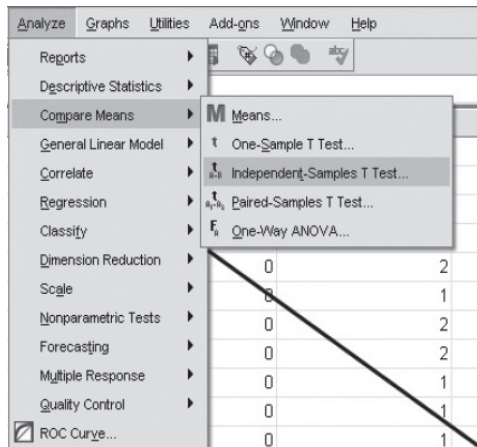 Analyze Graphs Utilities Add-ons Window Help
Reports
Descriptive Statistics
Compare Means
General Linear Model
Correlate
Regression
Classify
Dimension Reduction
Scale
Nonparametric Tests
Forecasting
Multiple Response
Quality Control
ROC Curve...
M Means...
t One-Sample T Test...
Independent-Samples T Test...
Paired-Samples T Test...
One-Way ANOVA...
0 2
0 1
0 2
0 2
0 1
0 1
0 1